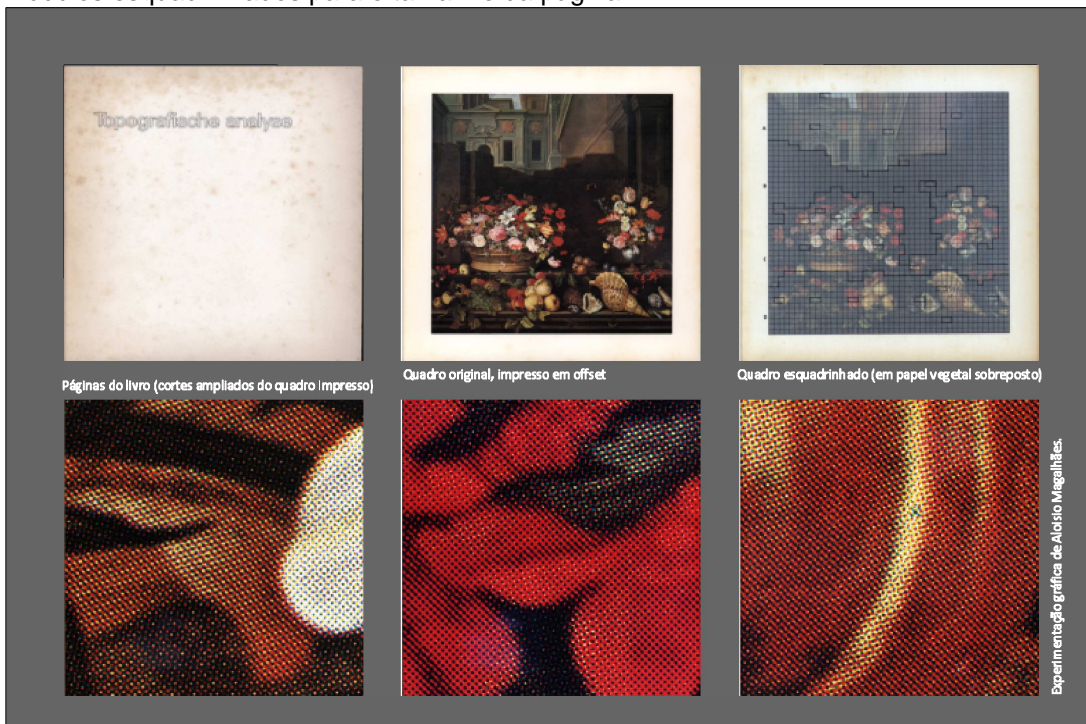 Topografische analyse
Páginas do livro (cortes ampliados do quadro impresso)
Quadro original, impresso em offset
Quadro esquadrinhado (em papel vegetal sobreposto)
Experimentação gráfica de Aloisio Magalhães.